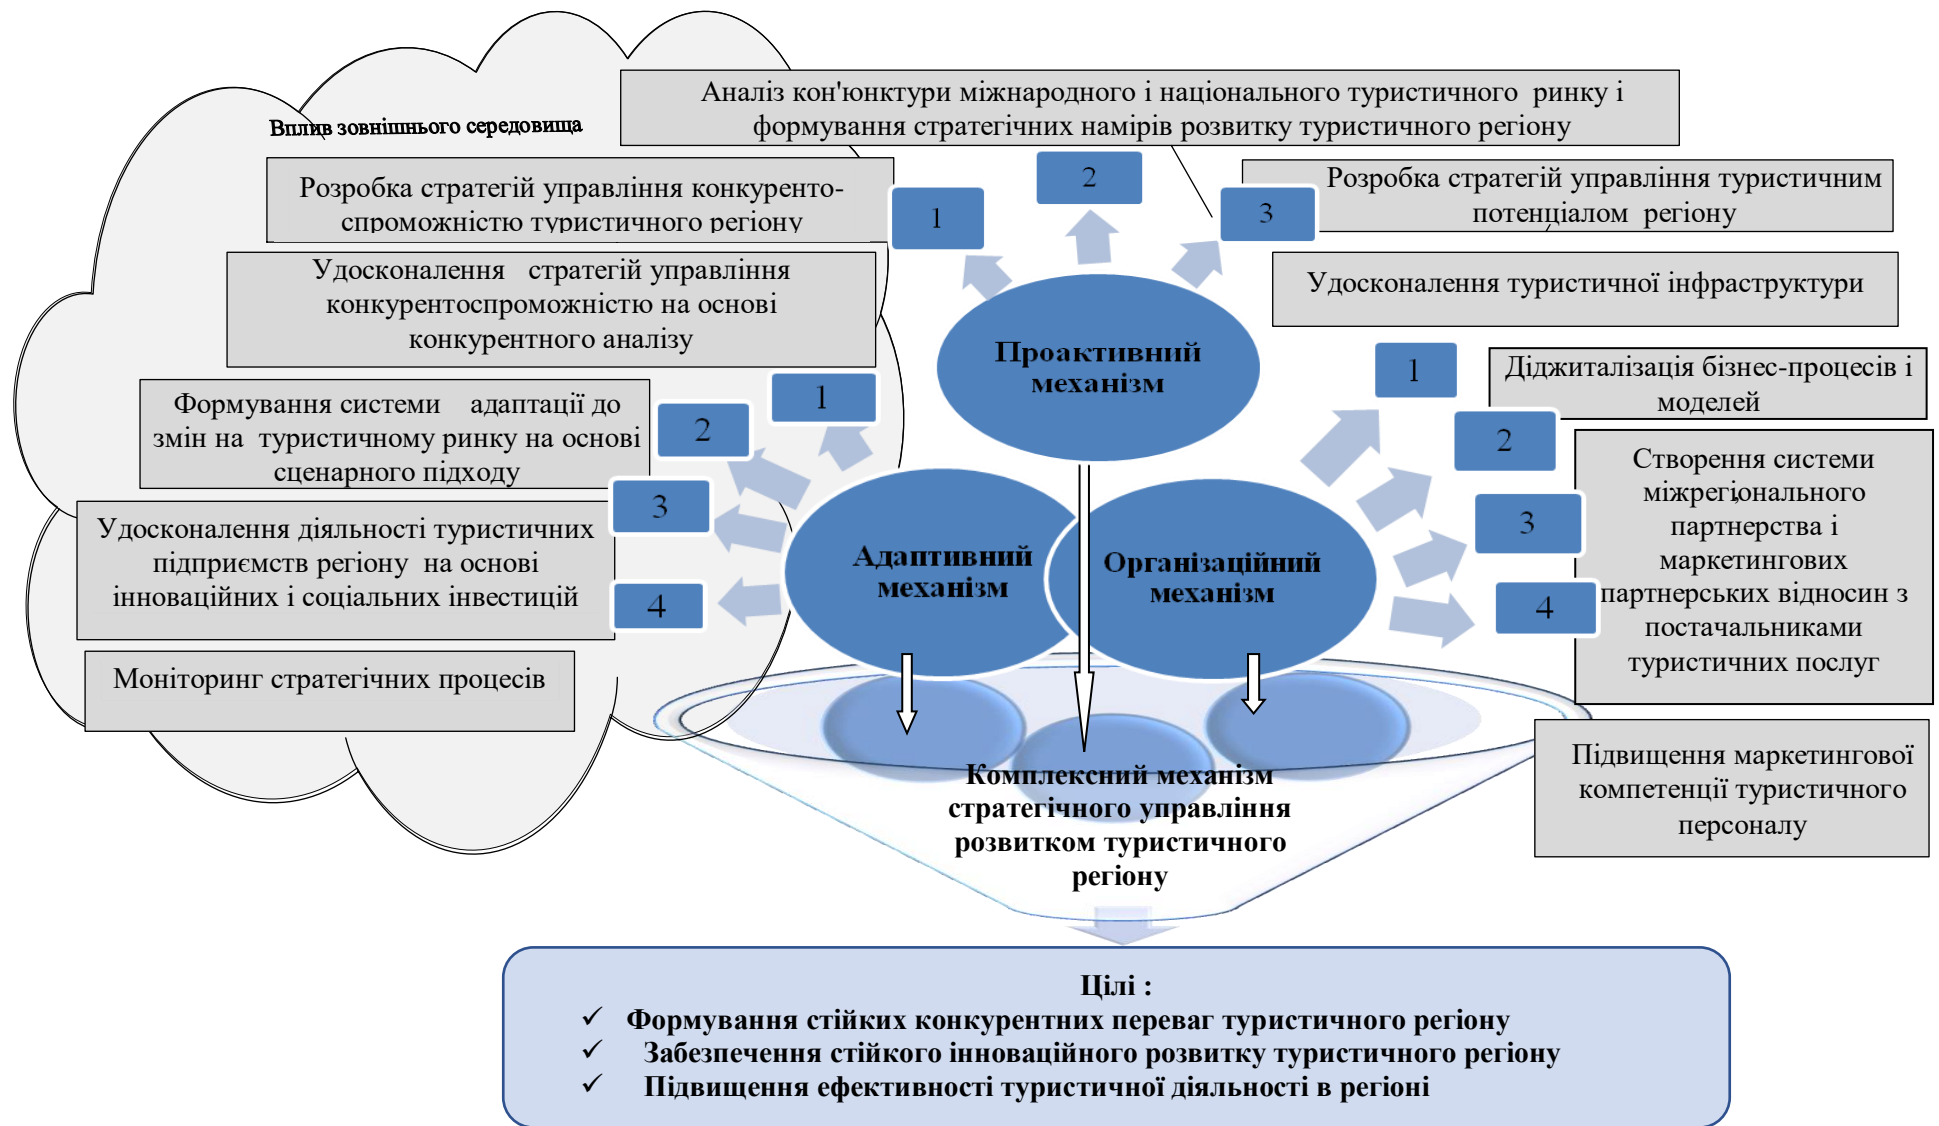 Вплив зовнішнього середовища
Аналіз кон'юнктури міжнародного і національного туристичного ринку і
формування стратегічних намірів розвитку туристичного регіону
Розробка стратегій управління конкуренто-
спроможністю туристичного регіону
1
2
3
Розробка стратегій управління туристичним
потенціалом регіону
Удосконалення стратегій управління
конкурентоспроможністю на основі
конкурентного аналізу
Удосконалення туристичної інфраструктури
Проактивний
механізм
Формування системи адаптації до
змін на туристичному ринку на основі
сценарного підходу
1
2
3
4
Удосконалення діяльності туристичних
підприємств регіону на основі
інноваційних і соціальних інвестицій
Моніторинг стратегічних процесів
Адаптивний
механізм
Організаційний
механізм
1
2
3
4
Діджиталізація бізнес-процесів і
моделей
Створення системи
міжрегіонального
партнерства і
маркетингових
партнерських відносин з
постачальниками
туристичних послуг
Підвищення маркетингової
компетенції туристичного
персоналу
Комплексний механізм
стратегічного управління
розвитком туристичного
регіону
Цілі :
✓ Формування стійких конкурентних переваг туристичного регіону
✓ Забезпечення стійкого інноваційного розвитку туристичного регіону
✓ Підвищення ефективності туристичної діяльності в регіоні